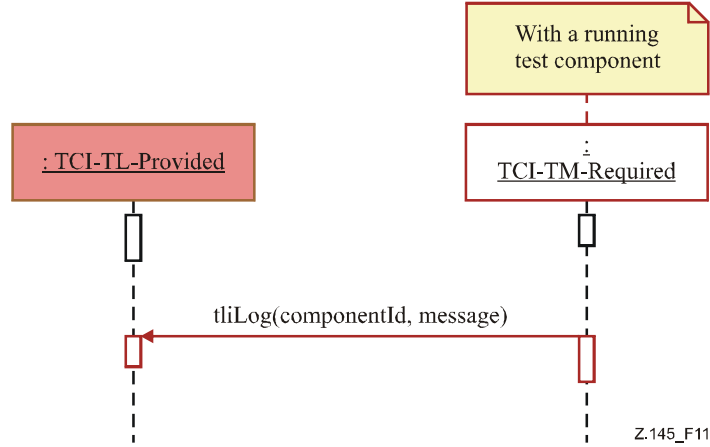 With a running
test component
: TCI-TL-Provided
:
TCI-TM-Required
tliLog(componentId, message)
Z.145_F11